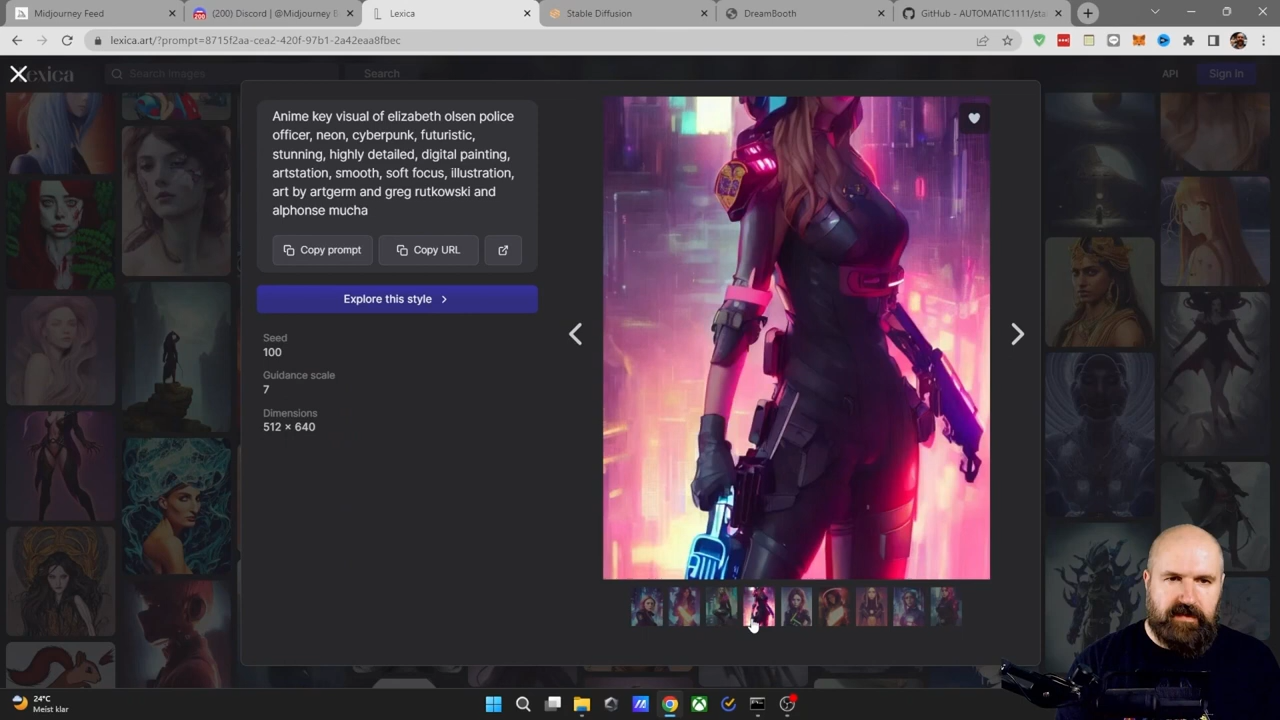 Midjourney Feed
(200) Discord | @Midjourney B
Lexica
Stable Diffusion
DreamBooth
GitHub - AUTOMATIC1111/sta
lexica.art/?prompt=8715f2aa-cea2-420f-97b1-2a42eaa8fbec
Search images
Search
API
Sign In
Anime key visual of elizabeth olsen police
officer, neon, cyberpunk, futuristic,
stunning, highly detailed, digital painting,
artstation, smooth, soft focus, illustration,
art by artgerm and greg rutkowski and
alphonse mucha
Copy prompt
Copy URL
Explore this style
Seed
100
Guidance scale
7
Dimensions
512 × 640
24°C
Meist klar